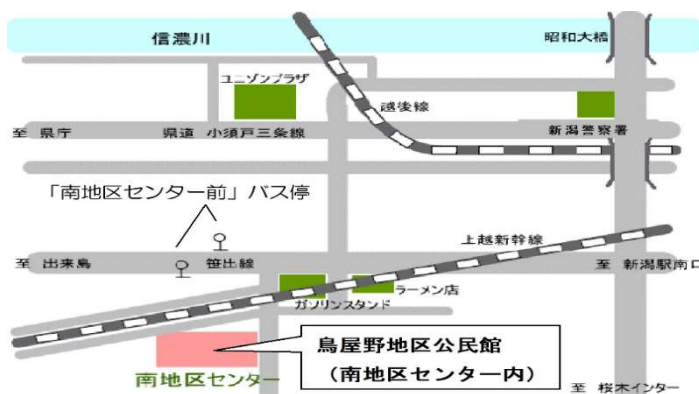 信濃川
昭和大橋
ユニゾンプラザ
越後線
至 県庁
県道 小須戸三条線
新潟警察署
「南地区センター前」バス停
上越新幹線
至 出来島
笹出線
至 新潟駅南口
ラーメン店
ガソリンスタンド
鳥屋野地区公民館
(南地区センター内)
南地区センター
至 桜木インター